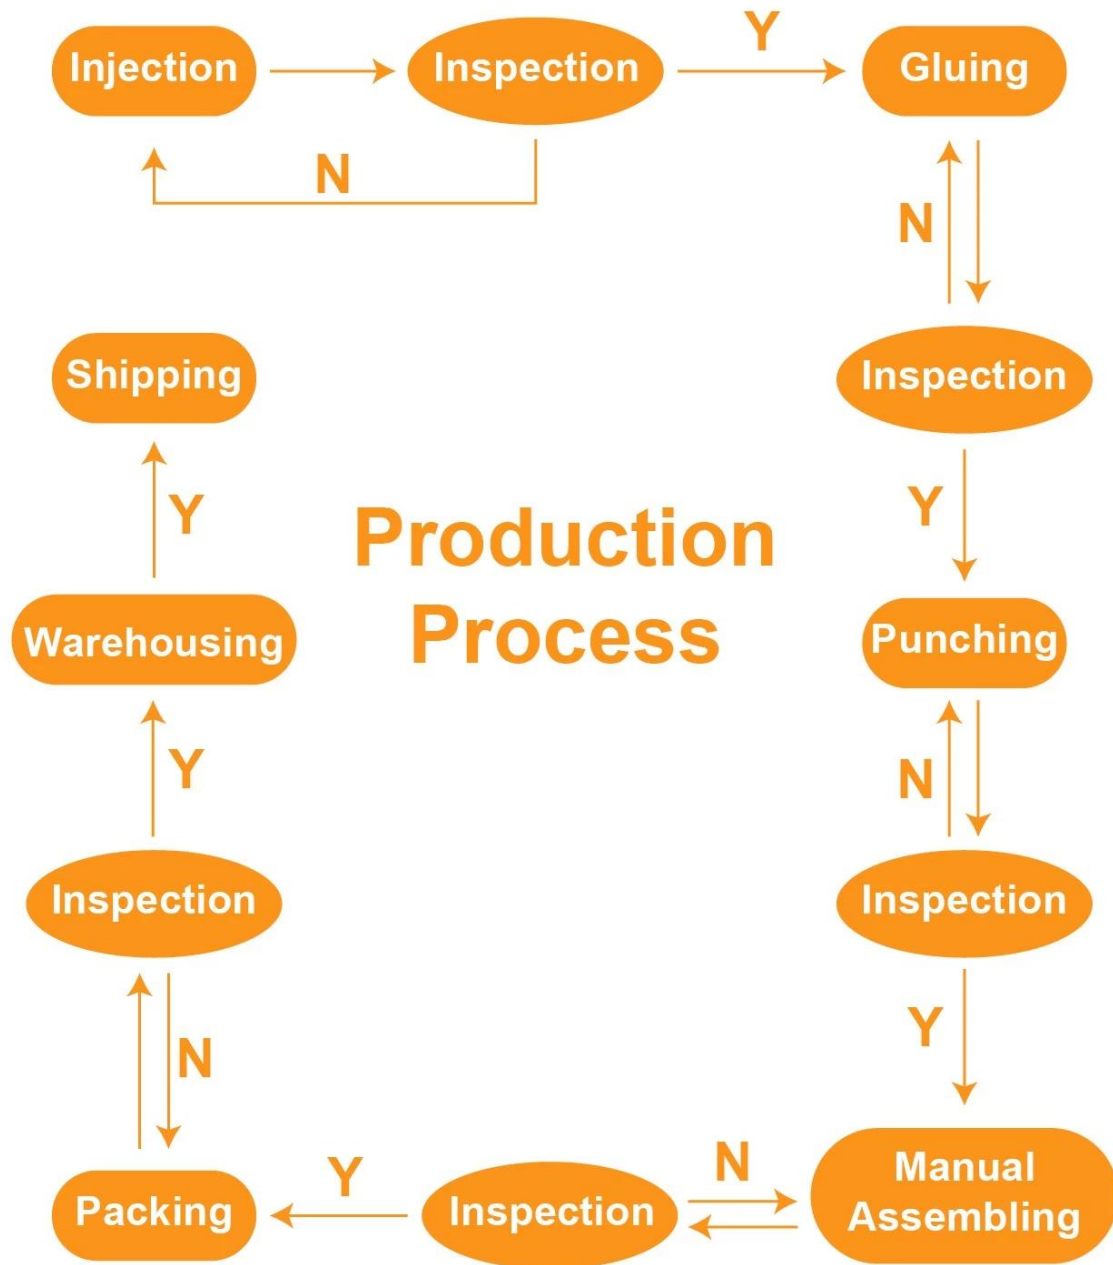 Injection
Inspection
Y
Gluing
N
N
Inspection
Y
Punching
N
Inspection
Y
Manual
Assembling
N
Inspection
Y
Packing
N
Inspection
Y
Warehousing
Y
Shipping
Production
Process